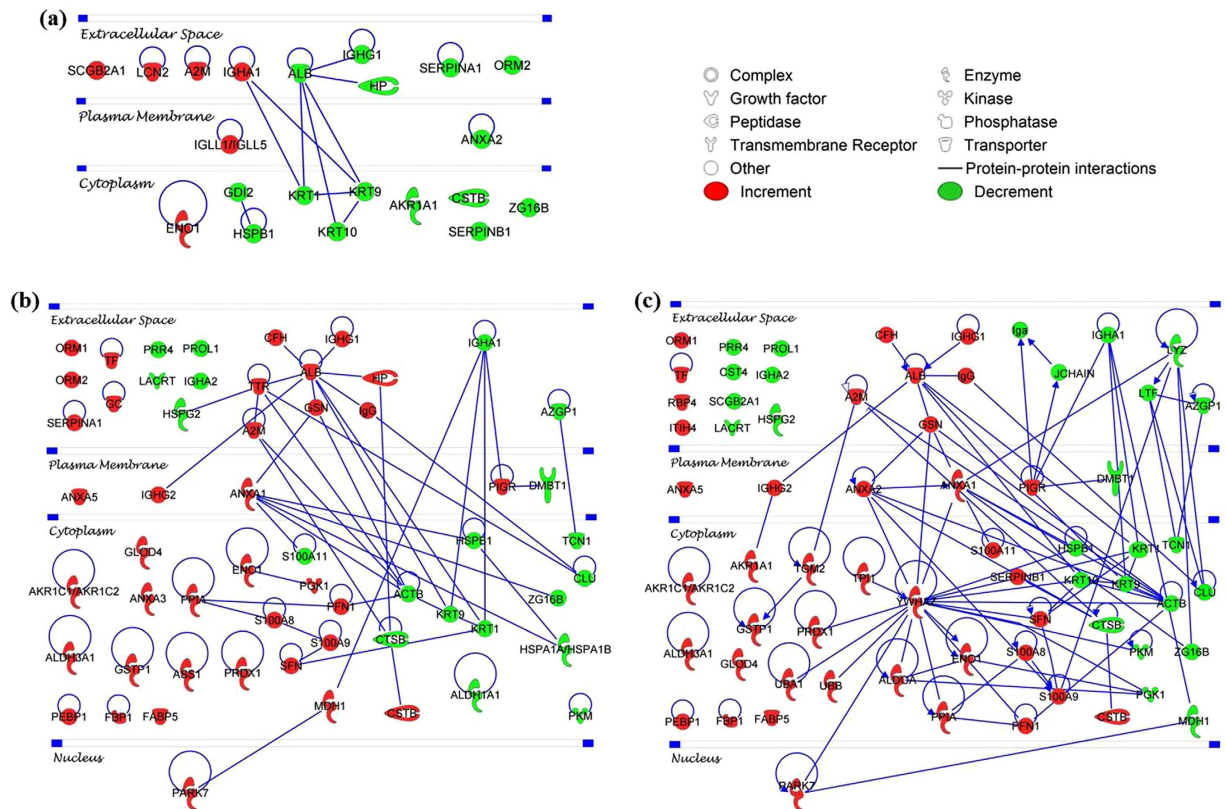 (a)
Extracellular Space
SCGB2A1 LCN2 A2M IGHA1 ALB IGHG1 HP SERPINA1 ORM2
Plasma Membrane
IGLL1/IGLL5 ANXA2
Cytoplasm
ENO1 GDI2 HSPB1 KRT1 KRT9 KRT10 AKR1A1 CSTB SERPINB1 ZG16B
Complex
Growth factor
Peptidase
Transmembrane Receptor
Other
Increment
Enzyme
Kinase
Phosphatase
Transporter
Protein-protein interactions
Decrement
(b)
Extracellular Space
ORM1 TF PRR4 PROL1 CFH IGHG1 IGHA1
ORM2 GC LACRT IGHA2 TTR ALB HP
SERPINA1 HSPG2 A2M GSN IgG AZGP1
Plasma Membrane
ANXA5 IGHG2 ANXA1 PIGR DMBT1
Cytoplasm
GLOD4 S100A11 HSPB1 TCN1
AKR1C1/AKR1C2 ANXA3 PPIA ENO1 PGK1 PFN1 ACTB CLU
S100A8 S100A9 KRT9 KRT1 ZG16B
ALDH3A1 GSTP1 ASS1 PRDX1 SFN CTSB HSPA1A/HSPA1B
PEBP1 FBP1 FABP5 MDH1 CSTB ALDH1A1 PKM
Nucleus
PARK7
(c)
Extracellular Space
ORM1 PRR4 PROL1 CFH IGHG1 Iga IGHA1 LYZ
TF CST4 IGHA2 ALB IgG JCHAIN
RBP4 SCGB2A1 A2M LTF AZGP1
ITIH4 LACRT HSPG2 GSN
Plasma Membrane
ANXA5 IGHG2 ANXA2 ANXA1 PIGR DMBT1
Cytoplasm
AKR1C1/AKR1C2 AKR1A1 TGM2 TPI1 S100A11 HSPB1 KRT1 TCN1
SERPINB1 KRT10 KRT9 CLU
GSTP1 PRDX1 YWHAZ SFN CTSB ACTB
ALDH3A1 GLOD4 UBA1 UBB ALDOA ENO1 S100A8 PKM ZG16B
S100A9 PGK1
PEBP1 FBP1 FABP5 PPIA PFN1 CSTB MDH1
Nucleus
PARK7